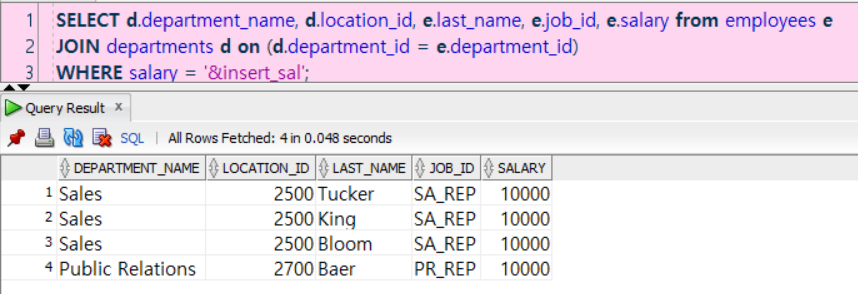 1 SELECT d.department_name, d.location_id, e.last_name, e.job_id, e.salary from employees e
2 JOIN departments d on (d.department_id = e.department_id)
3 WHERE salary = '&insert_sal';
Query Result x
SQL | All Rows Fetched: 4 in 0.048 seconds
DEPARTMENT_NAME LOCATION_ID LAST_NAME JOB_ID SALARY
1 Sales 2500 Tucker SA_REP 10000
2 Sales 2500 King SA_REP 10000
3 Sales 2500 Bloom SA_REP 10000
4 Public Relations 2700 Baer PR_REP 10000